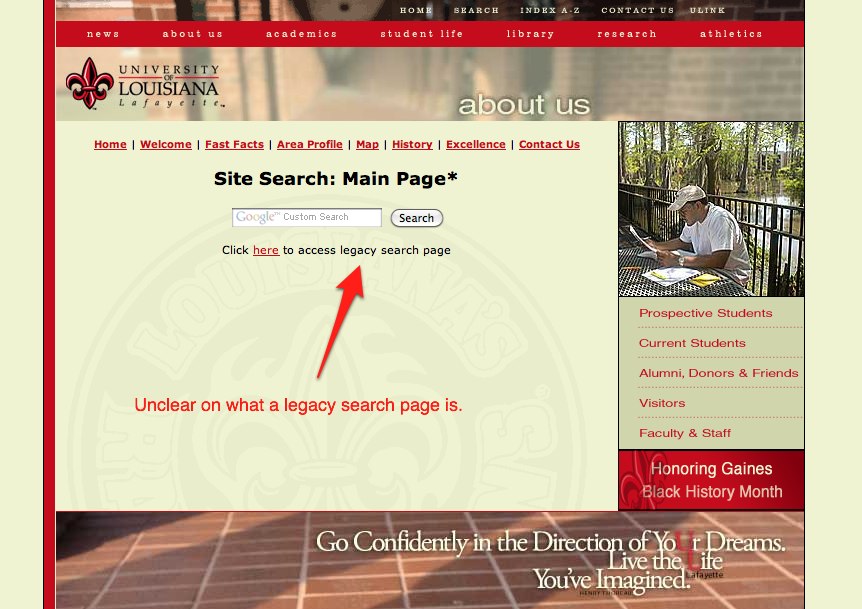 HOME SEARCH INDEX A-Z CONTACT US ULINK
news about us academics student life library research athletics
UNIVERSITY
OF
LOUISIANA
Lafayette™
about us
Home | Welcome | Fast Facts | Area Profile | Map | History | Excellence | Contact Us
Site Search: Main Page*
Google™ Custom Search Search
Click here to access legacy search page
Unclear on what a legacy search page is.
Prospective Students
Current Students
Alumni, Donors & Friends
Visitors
Faculty & Staff
Honoring Gaines
Black History Month
Go Confidently in the Direction of YoUr Dreams.
Live the Life
Lafayette
You've Imagined.
HENRY THOREAU